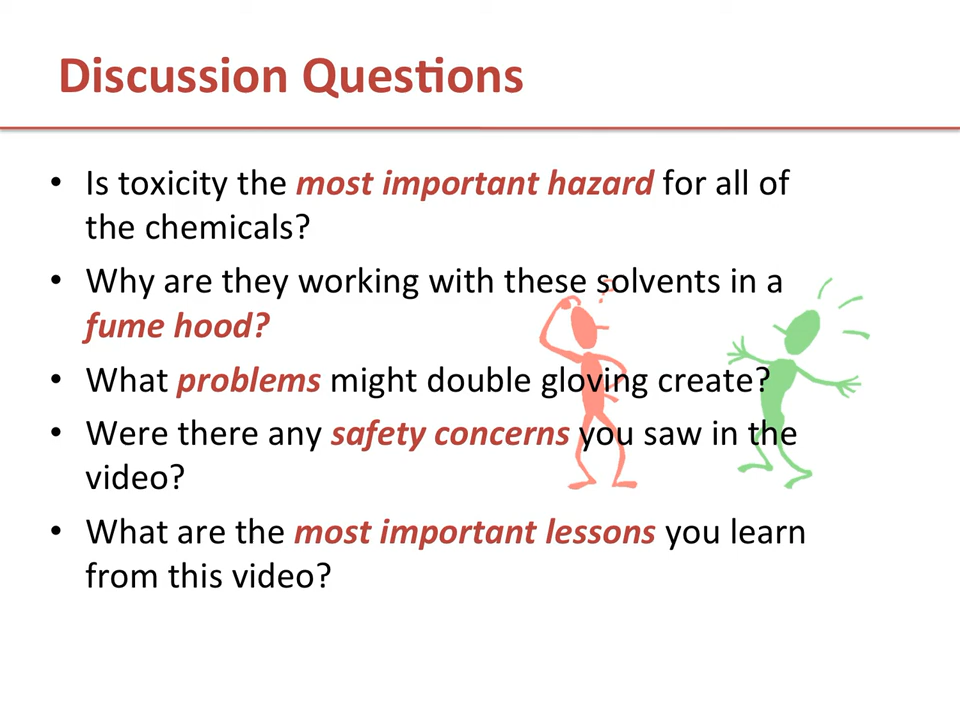 Discussion Questions
• Is toxicity the most important hazard for all of
the chemicals?
• Why are they working with these solvents in a
fume hood?
• What problems might double gloving create?
• Were there any safety concerns you saw in the
video?
• What are the most important lessons you learn
from this video?